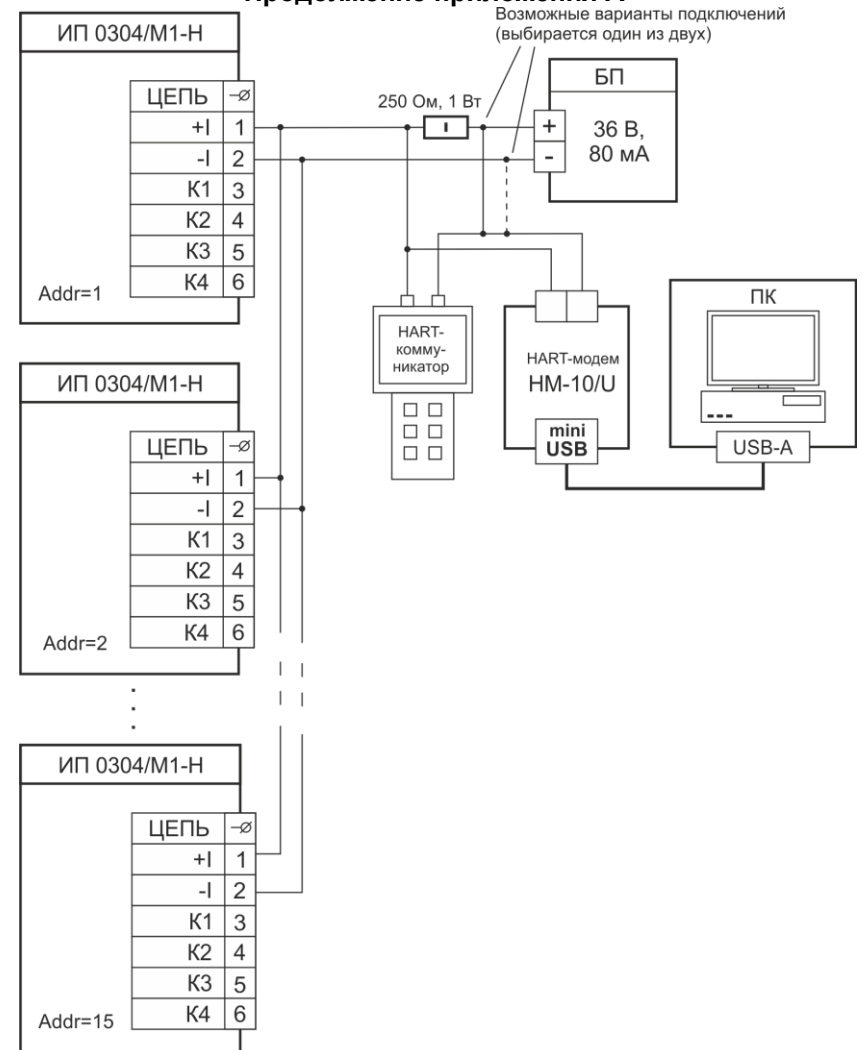 Возможные варианты подключений
(выбирается один из двух)
ИП 0304/М1-Н
ЦЕПЬ
+I 1
-I 2
К1 3
К2 4
К3 5
К4 6
Addr=1
250 Ом, 1 Вт
БП
+
-
36 В,
80 мА
HART-
комму-
никатор
HART-модем
НМ-10/U
mini
USB
ПК
USB-A
ИП 0304/М1-Н
ЦЕПЬ
+I 1
-I 2
К1 3
К2 4
К3 5
К4 6
Addr=2
ИП 0304/М1-Н
ЦЕПЬ
+I 1
-I 2
К1 3
К2 4
К3 5
К4 6
Addr=15